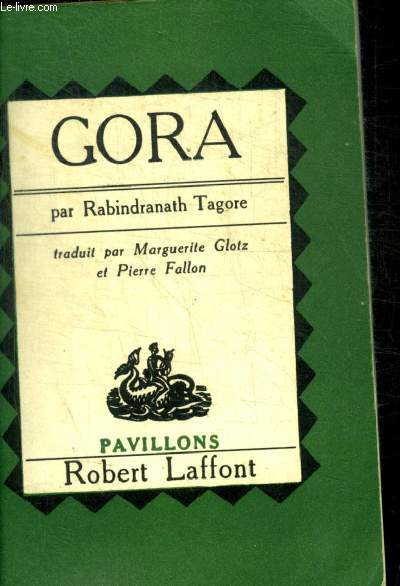 le-livre.com
GORA
par Rabindranath Tagore
traduit par Marguerite Glotz
et Pierre Fallon
PAVILLONS
Robert Laffont